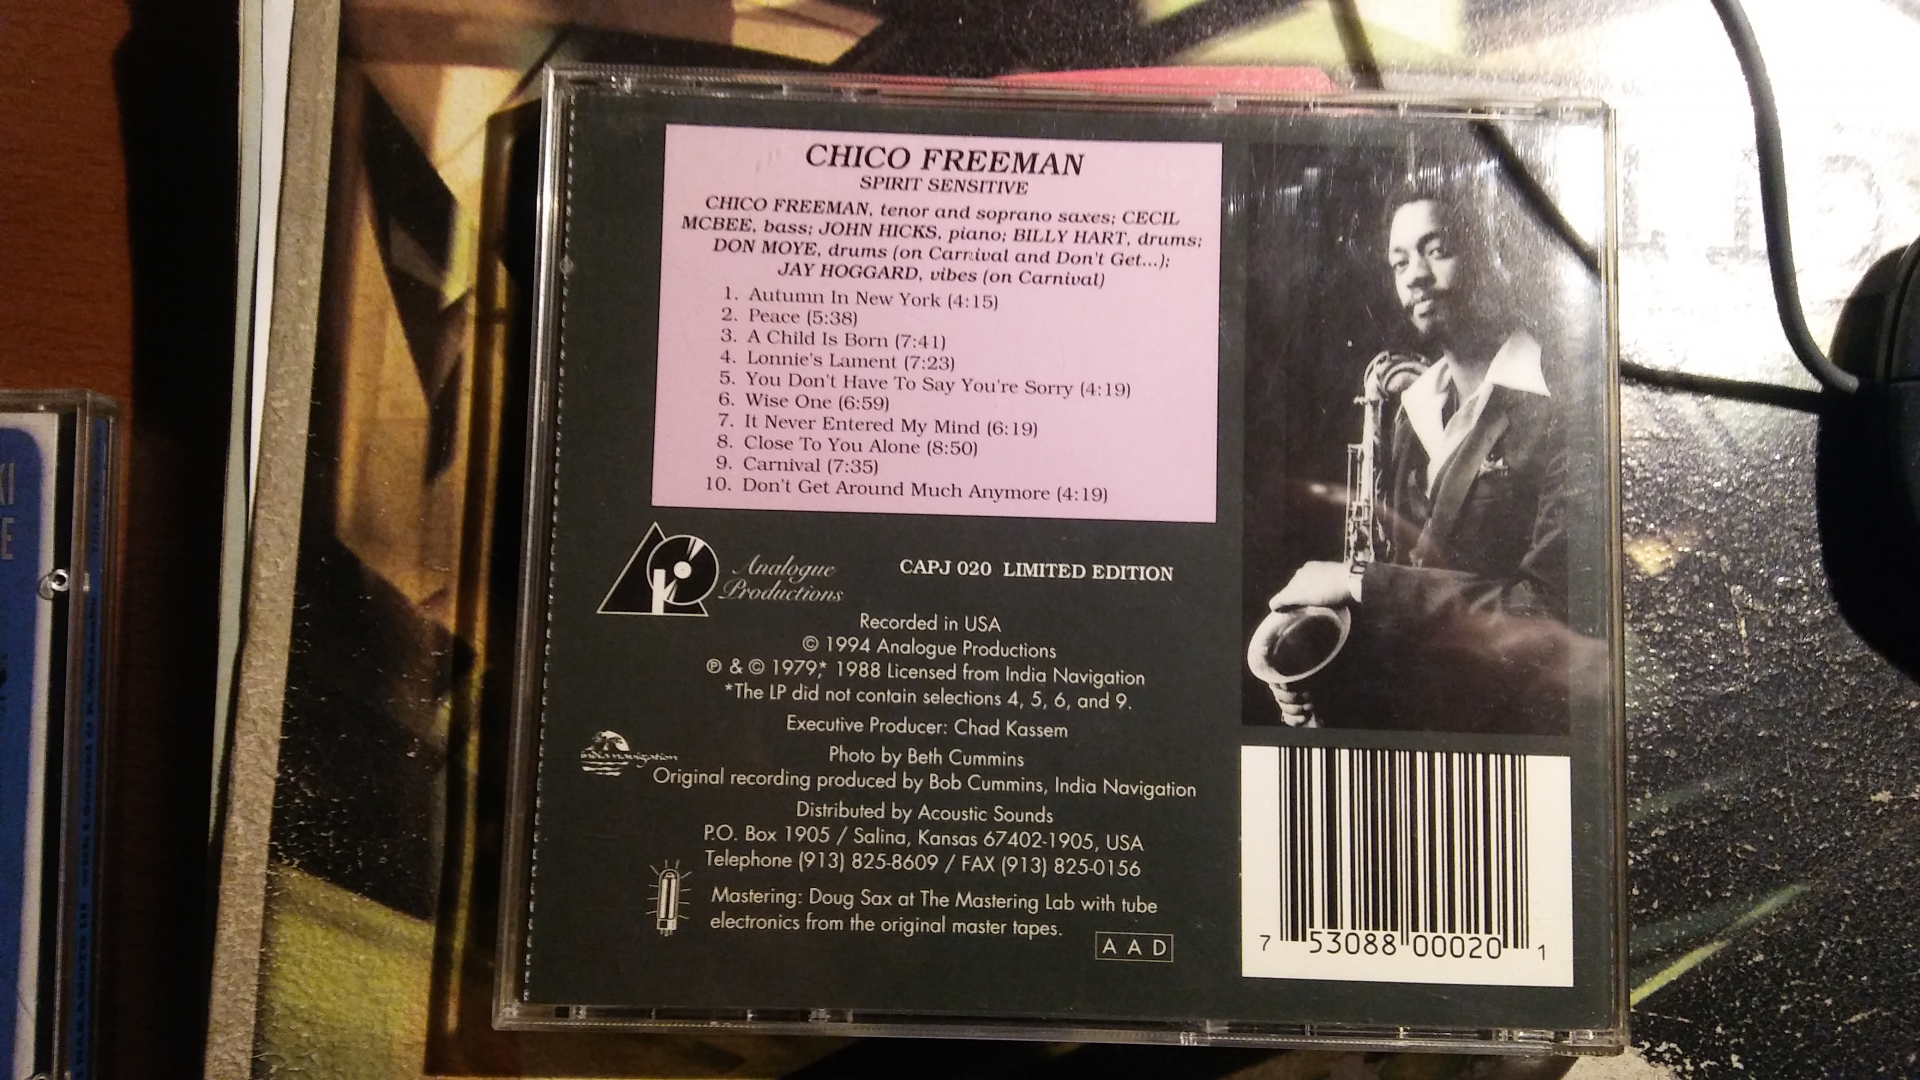 CHICO FREEMAN
SPIRIT SENSITIVE
CHICO FREEMAN, tenor and soprano saxes; CECIL
MCBEE, bass; JOHN HICKS, piano; BILLY HART, drums;
DON MOYE, drums (on Carnival and Don't Get...);
JAY HOGGARD, vibes (on Carnival)
1. Autumn In New York (4:15)
2. Peace (5:38)
3. A Child Is Born (7:41)
4. Lonnie's Lament (7:23)
5. You Don't Have To Say You're Sorry (4:19)
6. Wise One (6:59)
7. It Never Entered My Mind (6:19)
8. Close To You Alone (8:50)
9. Carnival (7:35)
10. Don't Get Around Much Anymore (4:19)
Analogue
Productions
CAPJ 020 LIMITED EDITION
Recorded in USA
© 1994 Analogue Productions
℗ & © 1979,* 1988 Licensed from India Navigation
*The LP did not contain selections 4, 5, 6, and 9.
Executive Producer: Chad Kassem
Photo by Beth Cummins
india navigation
Original recording produced by Bob Cummins, India Navigation
Distributed by Acoustic Sounds
P.O. Box 1905 / Salina, Kansas 67402-1905, USA
Telephone (913) 825-8609 / FAX (913) 825-0156
Mastering: Doug Sax at The Mastering Lab with tube
electronics from the original master tapes.
A A D
7 53088 00020 1